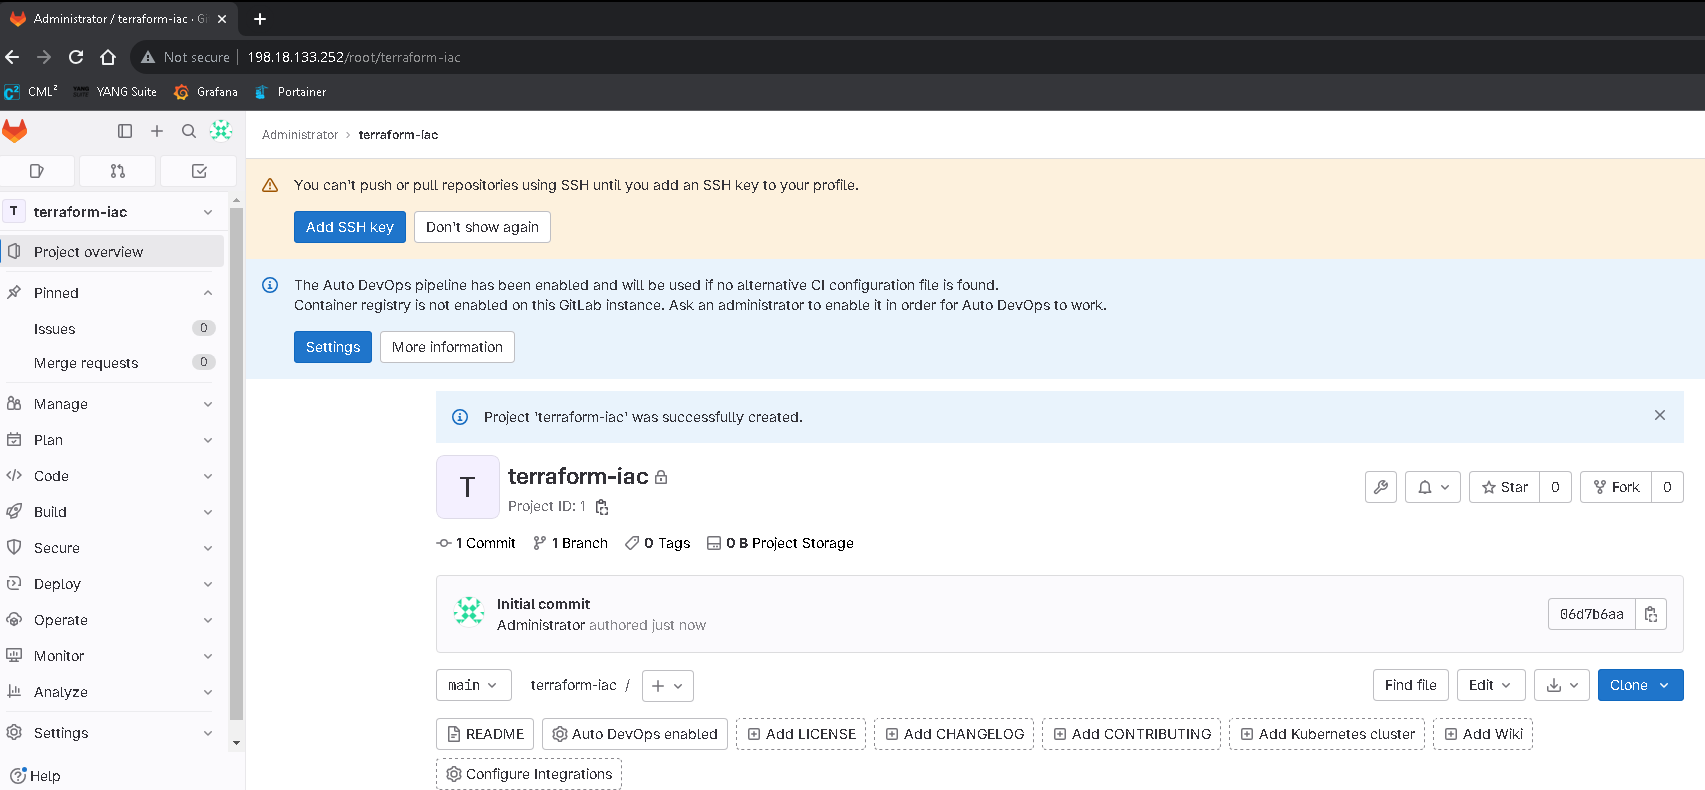 Administrator / terraform-iac · Gi
Not secure 198.18.133.252/root/terraform-iac
CML² YANG Suite Grafana Portainer
Administrator > terraform-iac
T terraform-iac
Project overview
Pinned
Issues 0
Merge requests 0
Manage
Plan
Code
Build
Secure
Deploy
Operate
Monitor
Analyze
Settings
Help
You can't push or pull repositories using SSH until you add an SSH key to your profile.
Add SSH key Don't show again
The Auto DevOps pipeline has been enabled and will be used if no alternative CI configuration file is found.
Container registry is not enabled on this GitLab instance. Ask an administrator to enable it in order for Auto DevOps to work.
Settings More information
Project 'terraform-iac' was successfully created.
T
terraform-iac
Project ID: 1
Star 0 Fork 0
1 Commit 1 Branch 0 Tags 0 B Project Storage
Initial commit
Administrator authored just now
06d7b6aa
main terraform-iac / Find file Edit Clone
README Auto DevOps enabled Add LICENSE Add CHANGELOG Add CONTRIBUTING Add Kubernetes cluster Add Wiki
Configure Integrations